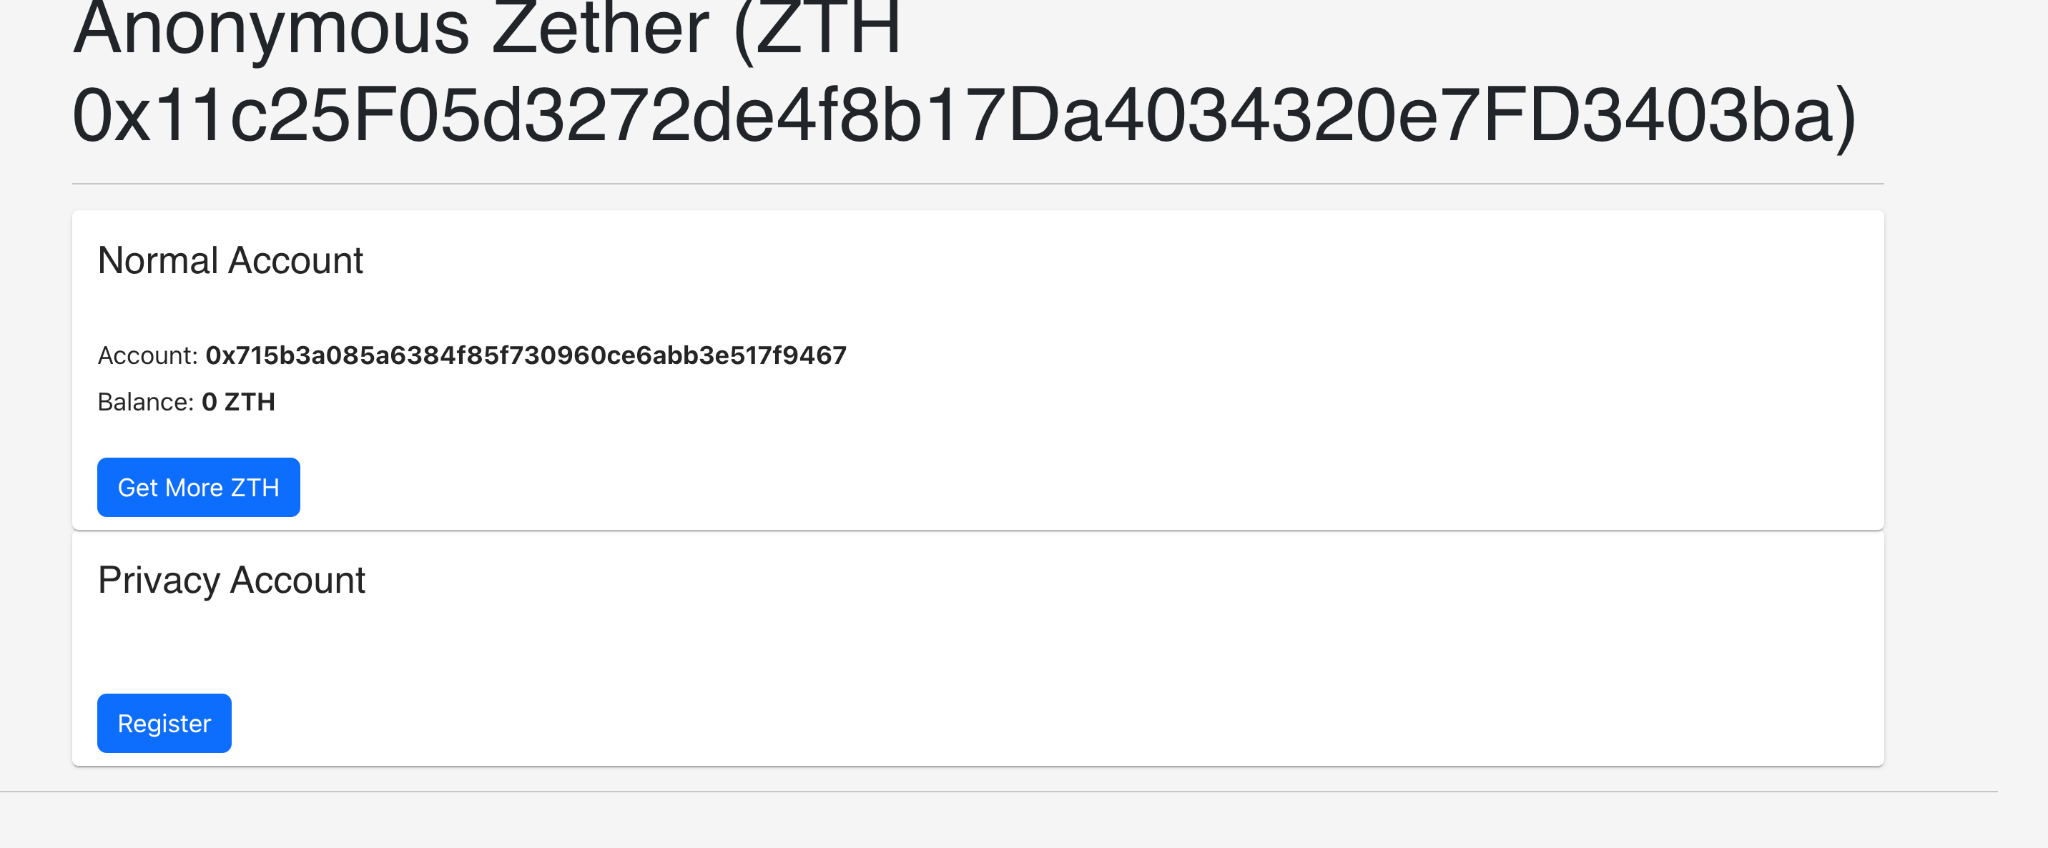 Anonymous Zether (ZTH
0x11c25F05d3272de4f8b17Da4034320e7FD3403ba)
Normal Account
Account: 0x715b3a085a6384f85f730960ce6abb3e517f9467
Balance: 0 ZTH
Get More ZTH
Privacy Account
Register